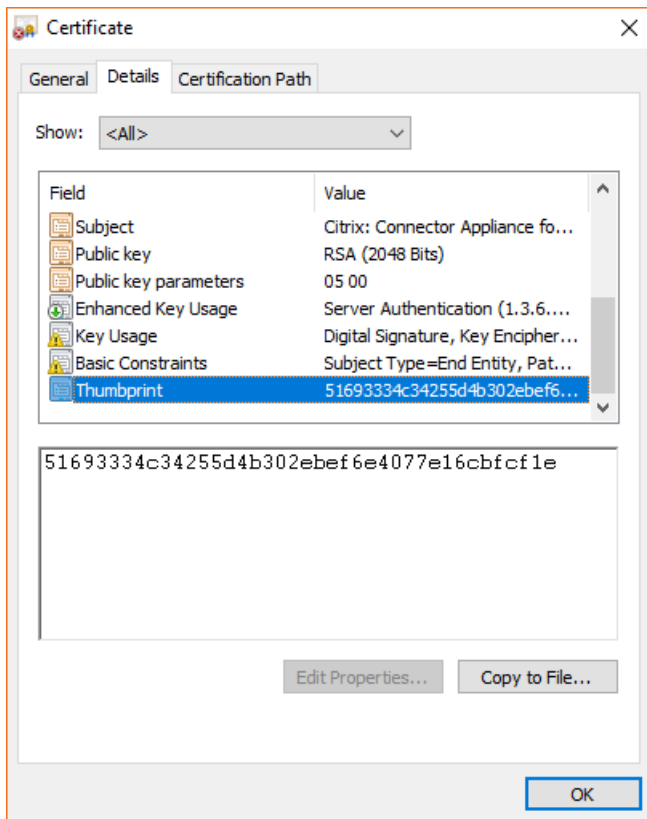 Certificate
General Details Certification Path
Show: <All>
Field Value
Subject Citrix: Connector Appliance fo...
Public key RSA (2048 Bits)
Public key parameters 05 00
Enhanced Key Usage Server Authentication (1.3.6....
Key Usage Digital Signature, Key Encipher...
Basic Constraints Subject Type=End Entity, Pat...
Thumbprint 51693334c34255d4b302ebef6...
51693334c34255d4b302ebef6e4077e16cbfcf1e
Edit Properties... Copy to File...
OK